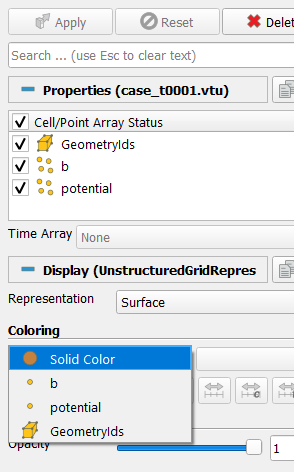 Apply Reset Delet
Search ... (use Esc to clear text)
Properties (case_t0001.vtu)
Cell/Point Array Status
GeometryIds
b
potential
Time Array None
Display (UnstructuredGridRepres
Representation Surface
Coloring
Solid Color
b
potential
GeometryIds
Opacity 1